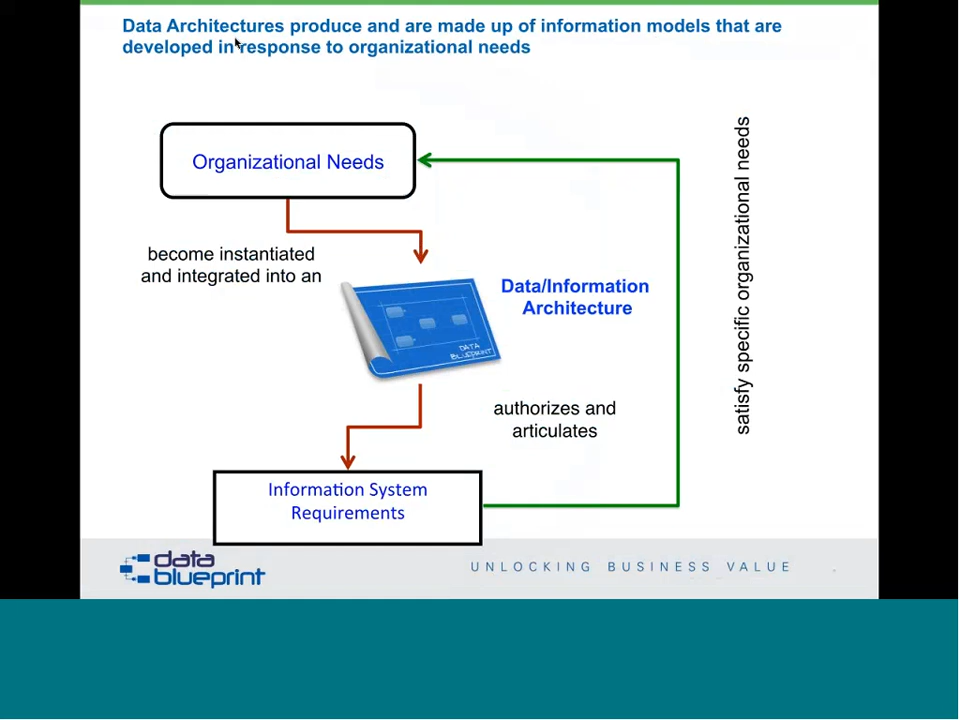 Data Architectures produce and are made up of information models that are
developed in response to organizational needs
Organizational Needs
become instantiated
and integrated into an
Data/Information
Architecture
DATA
BLUEPRINT
authorizes and
articulates
satisfy specific organizational needs
Information System
Requirements
data
blueprint
UNLOCKING BUSINESS VALUE